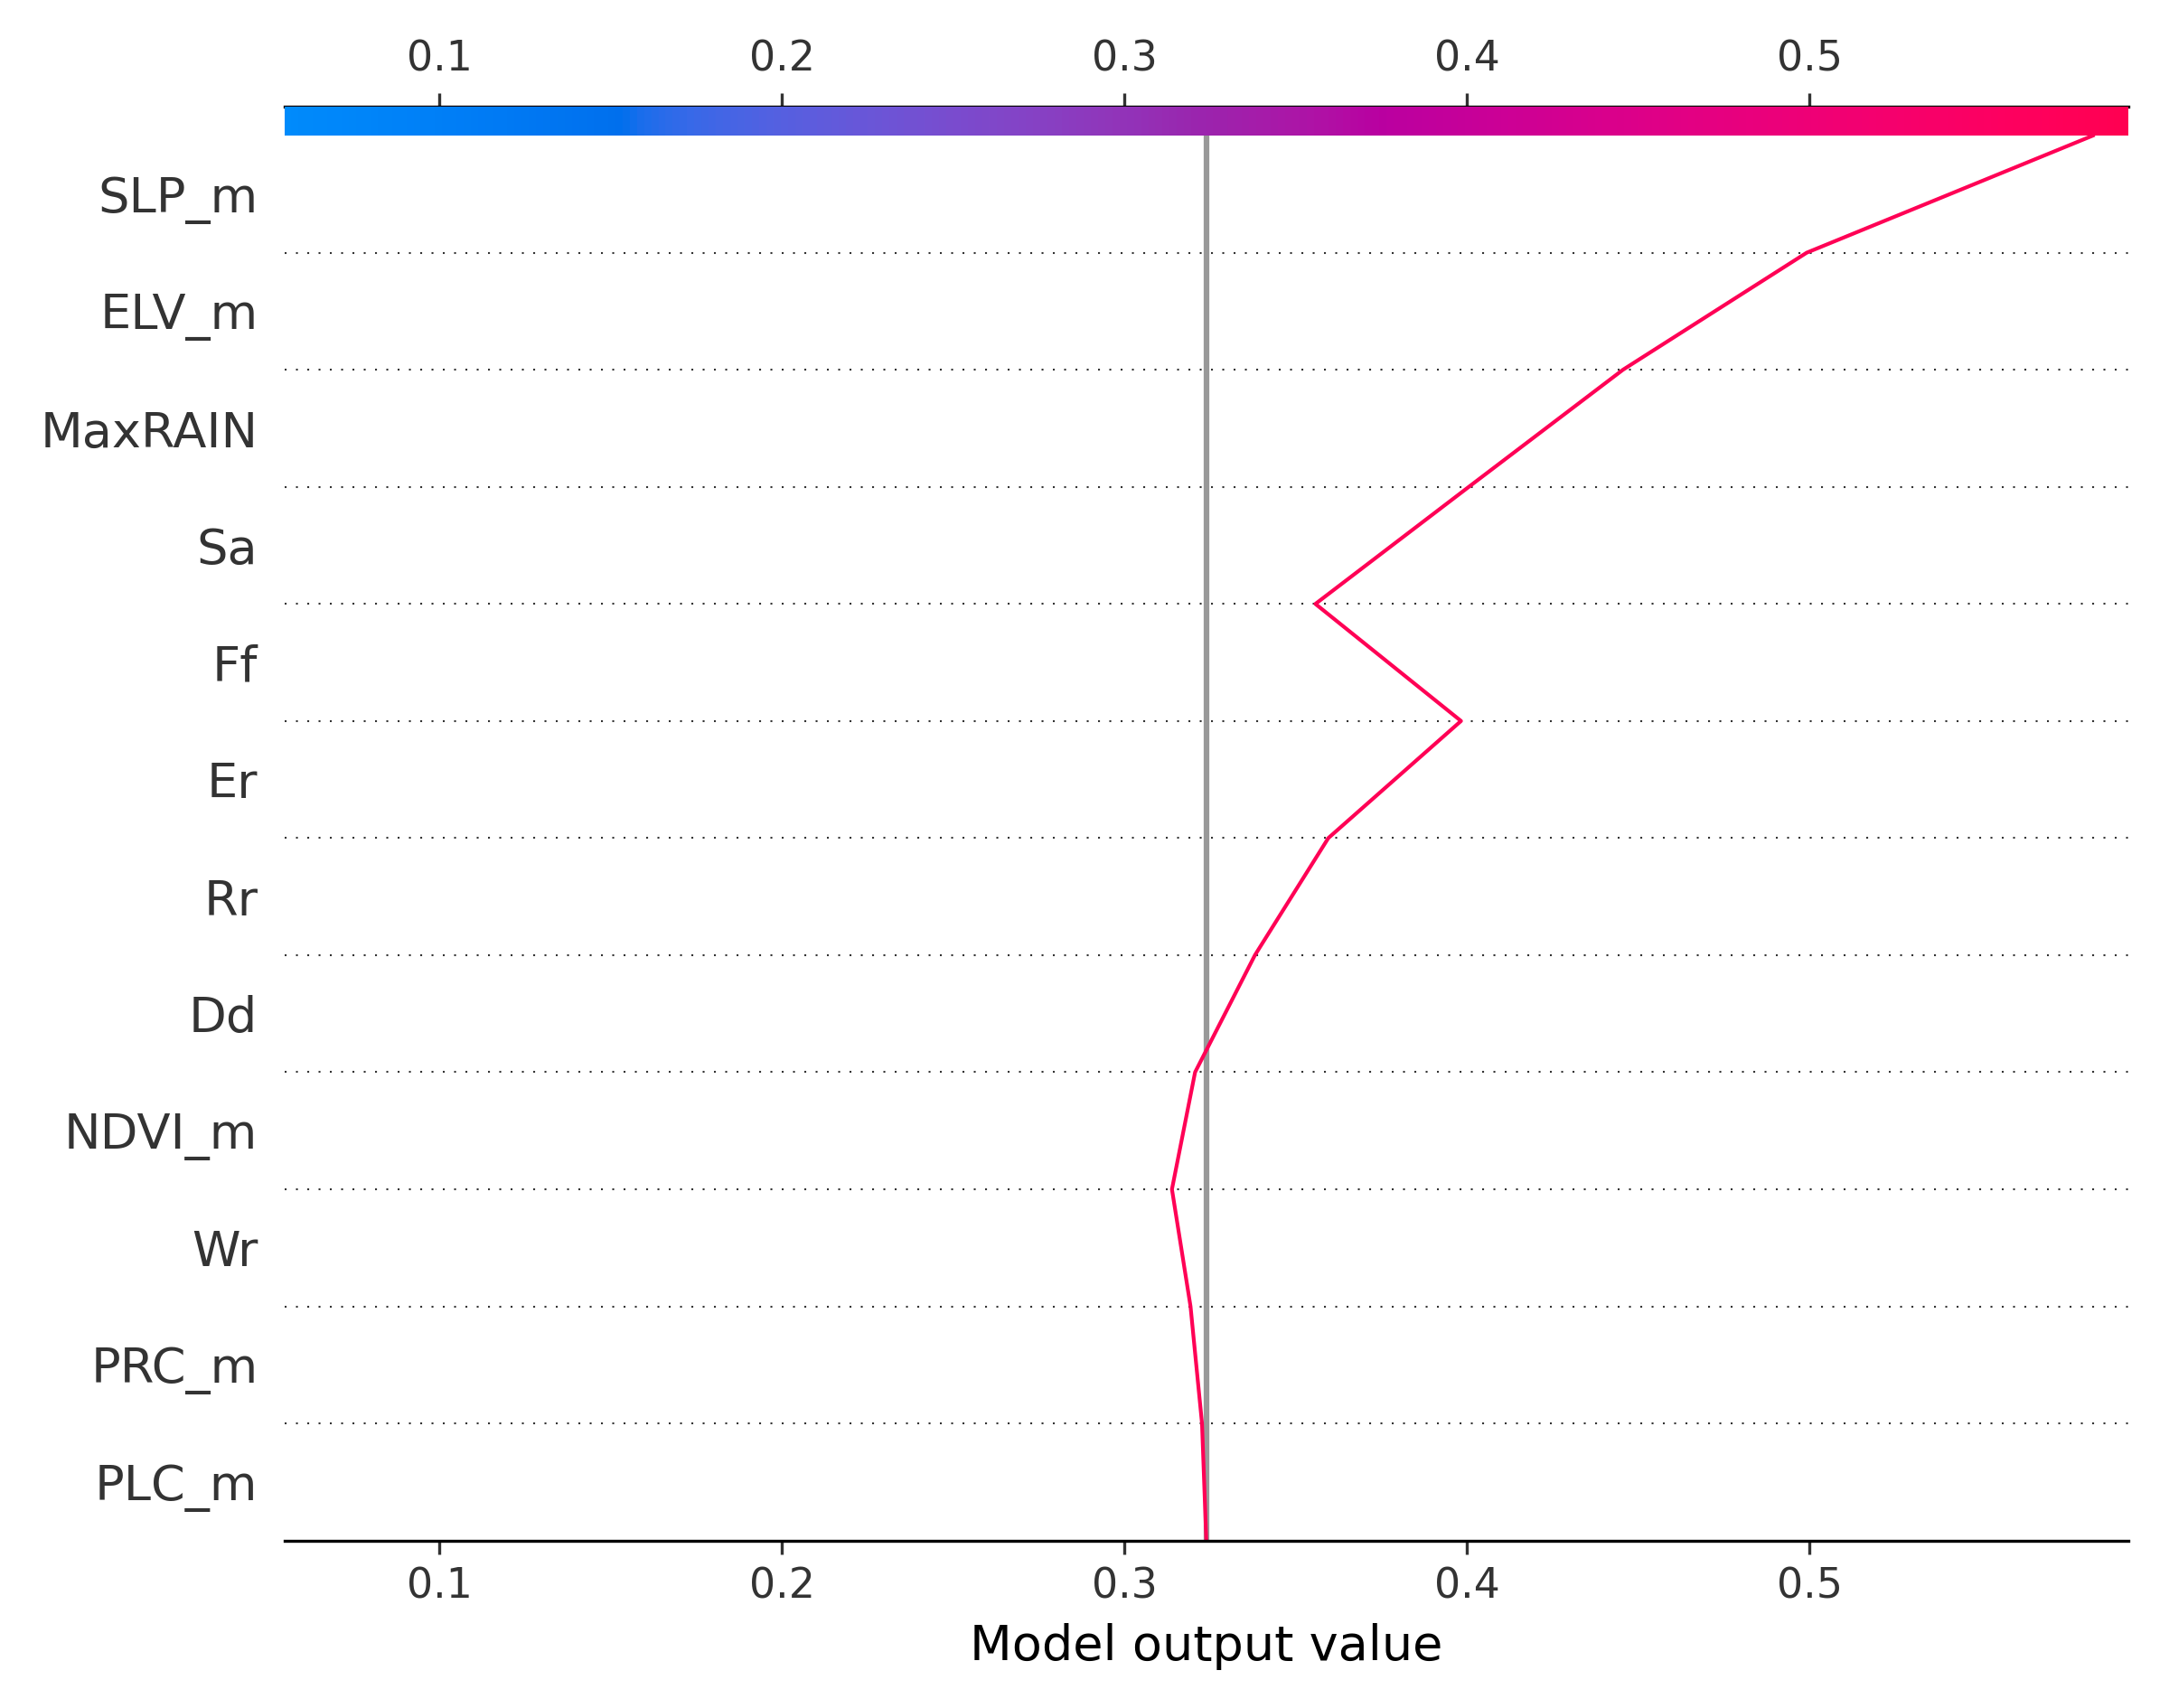 0.1 0.2 0.3 0.4 0.5
SLP_m
ELV_m
MaxRAIN
Sa
Ff
Er
Rr
Dd
NDVI_m
Wr
PRC_m
PLC_m
0.1 0.2 0.3 0.4 0.5
Model output value